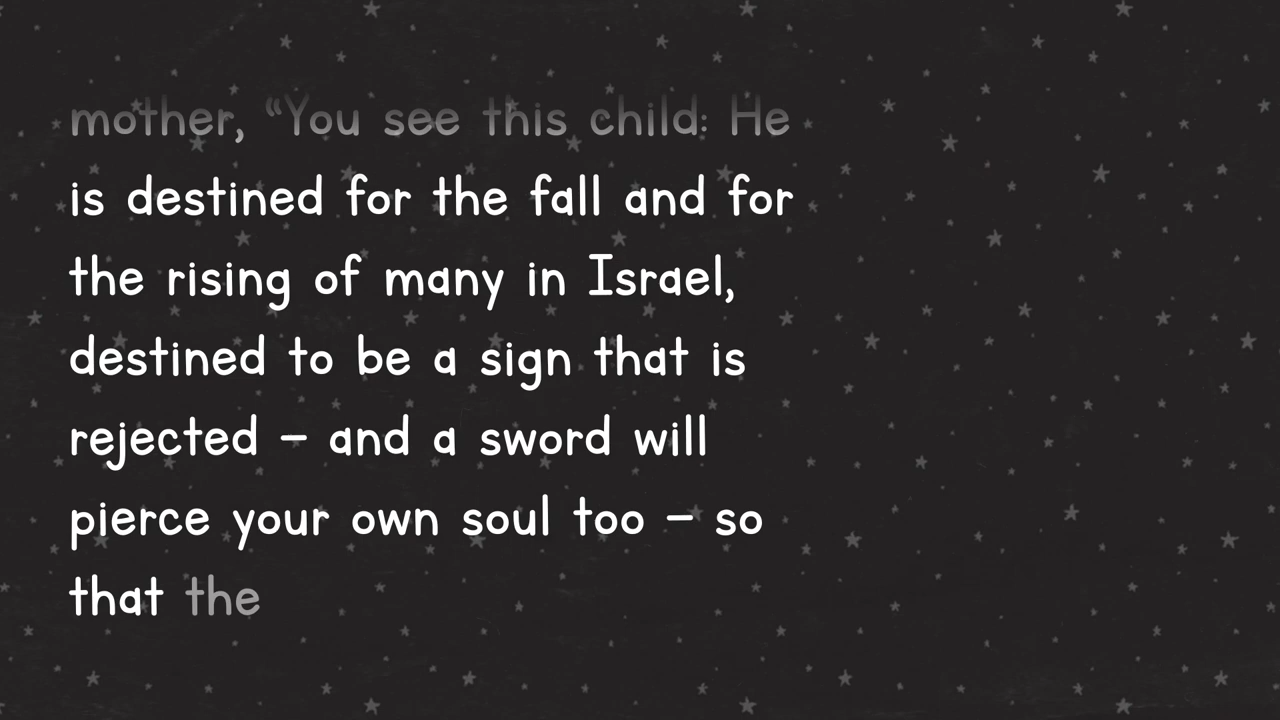 mother, “You see this child: He
is destined for the fall and for
the rising of many in Israel,
destined to be a sign that is
rejected – and a sword will
pierce your own soul too – so
that the